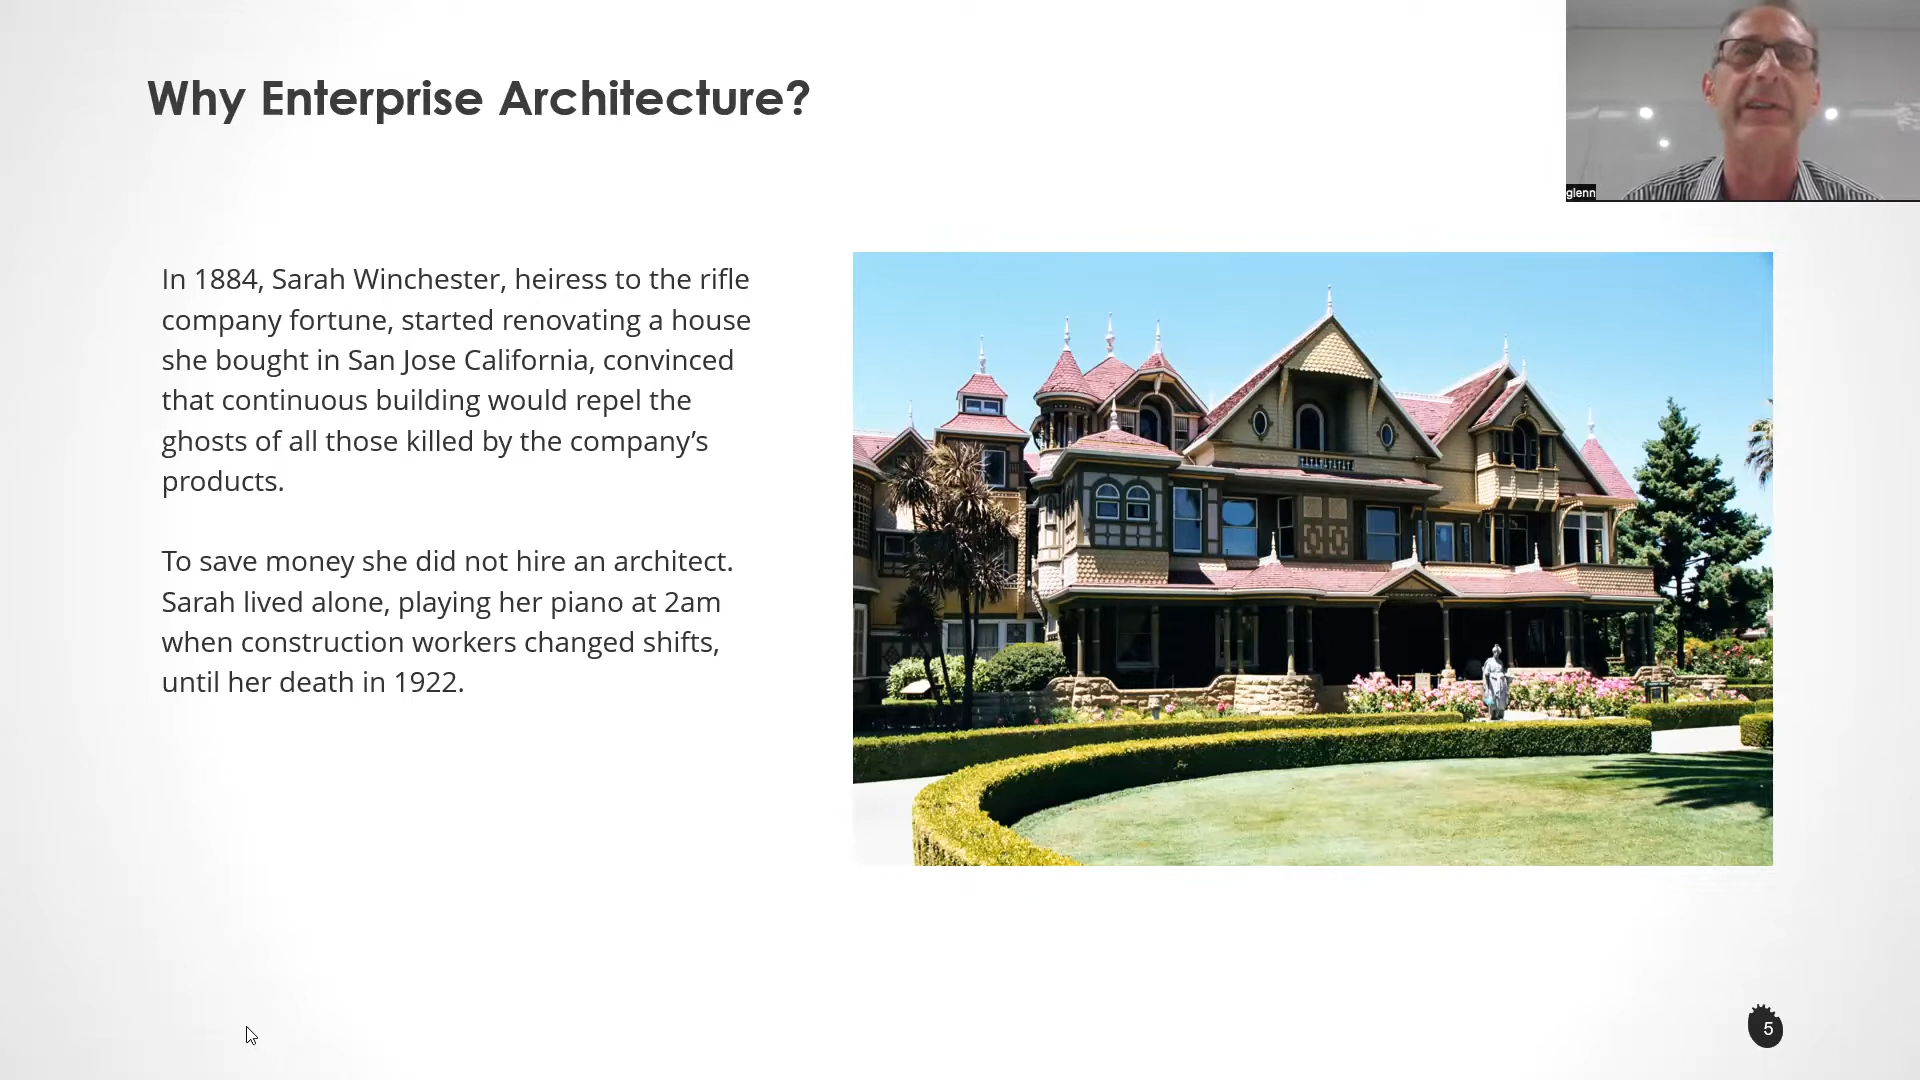 Why Enterprise Architecture?
glenn
In 1884, Sarah Winchester, heiress to the rifle
company fortune, started renovating a house
she bought in San Jose California, convinced
that continuous building would repel the
ghosts of all those killed by the company’s
products.
To save money she did not hire an architect.
Sarah lived alone, playing her piano at 2am
when construction workers changed shifts,
until her death in 1922.
5